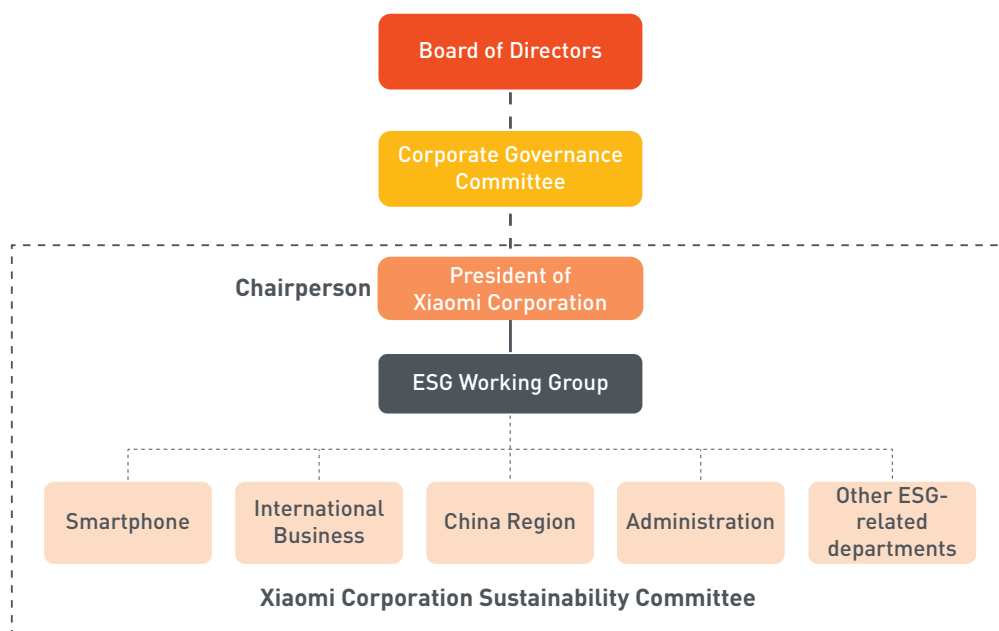 Board of Directors
Corporate Governance
Committee
Chairperson
President of
Xiaomi Corporation
ESG Working Group
Smartphone
International
Business
China Region
Administration
Other ESG-
related
departments
Xiaomi Corporation Sustainability Committee